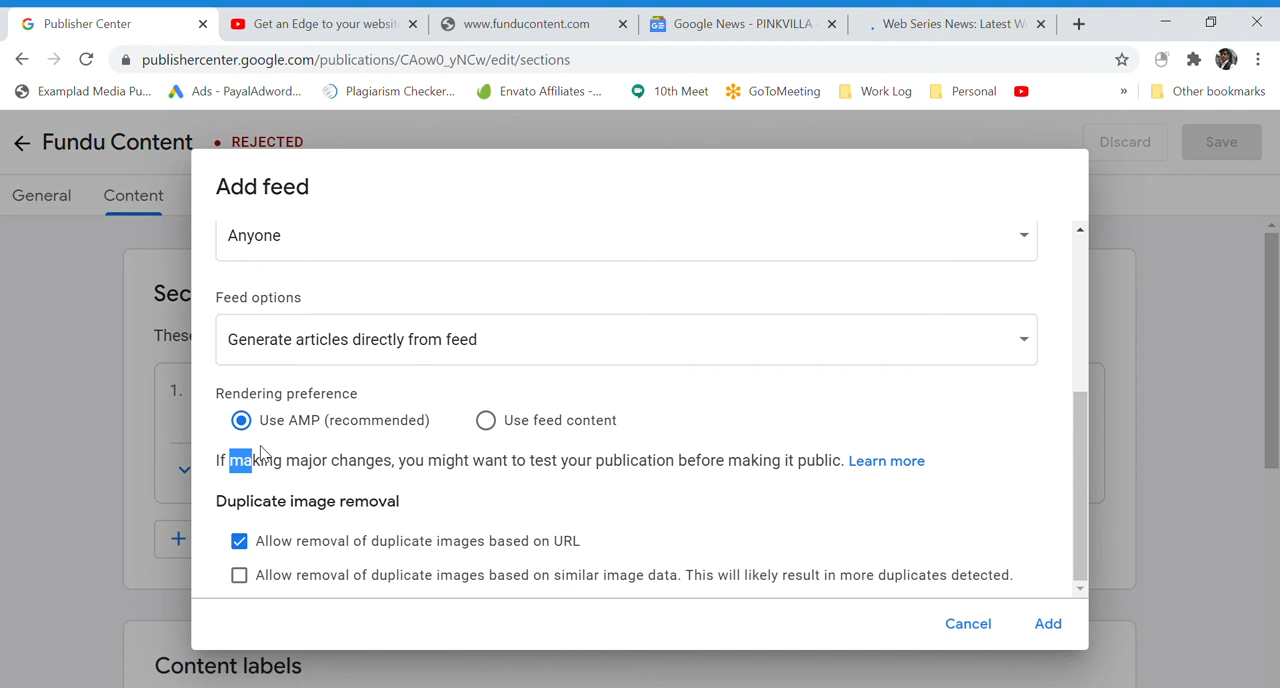 Publisher Center
Get an Edge to your websit
www.funducontent.com
Google News - PINKVILLA
Web Series News: Latest W
publishercenter.google.com/publications/CAow0_yNCw/edit/sections
Examplad Media Pu...
Ads - PayalAdword...
Plagiarism Checker...
Envato Affiliates -...
10th Meet
GoToMeeting
Work Log
Personal
»
Other bookmarks
Fundu Content
• REJECTED
Discard
Save
General
Content
Add feed
Sec
These
1.
Anyone
Feed options
Generate articles directly from feed
Rendering preference
Use AMP (recommended)
Use feed content
If making major changes, you might want to test your publication before making it public. Learn more
Duplicate image removal
Allow removal of duplicate images based on URL
Allow removal of duplicate images based on similar image data. This will likely result in more duplicates detected.
Cancel
Add
Content labels